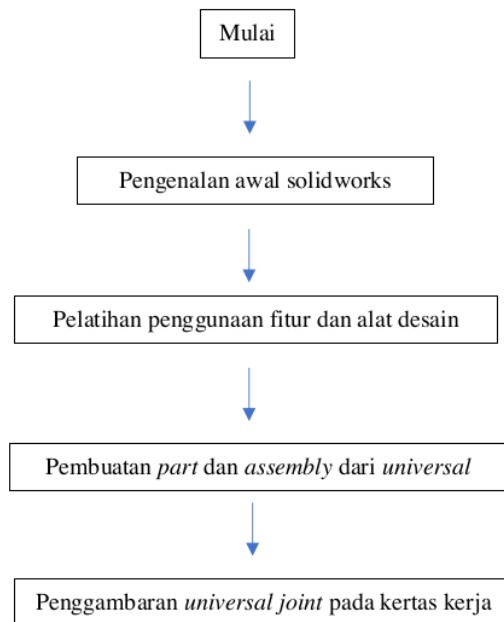 Mulai
Pengenalan awal solidworks
Pelatihan penggunaan fitur dan alat desain
Pembuatan part dan assembly dari universal
Penggambaran universal joint pada kertas kerja